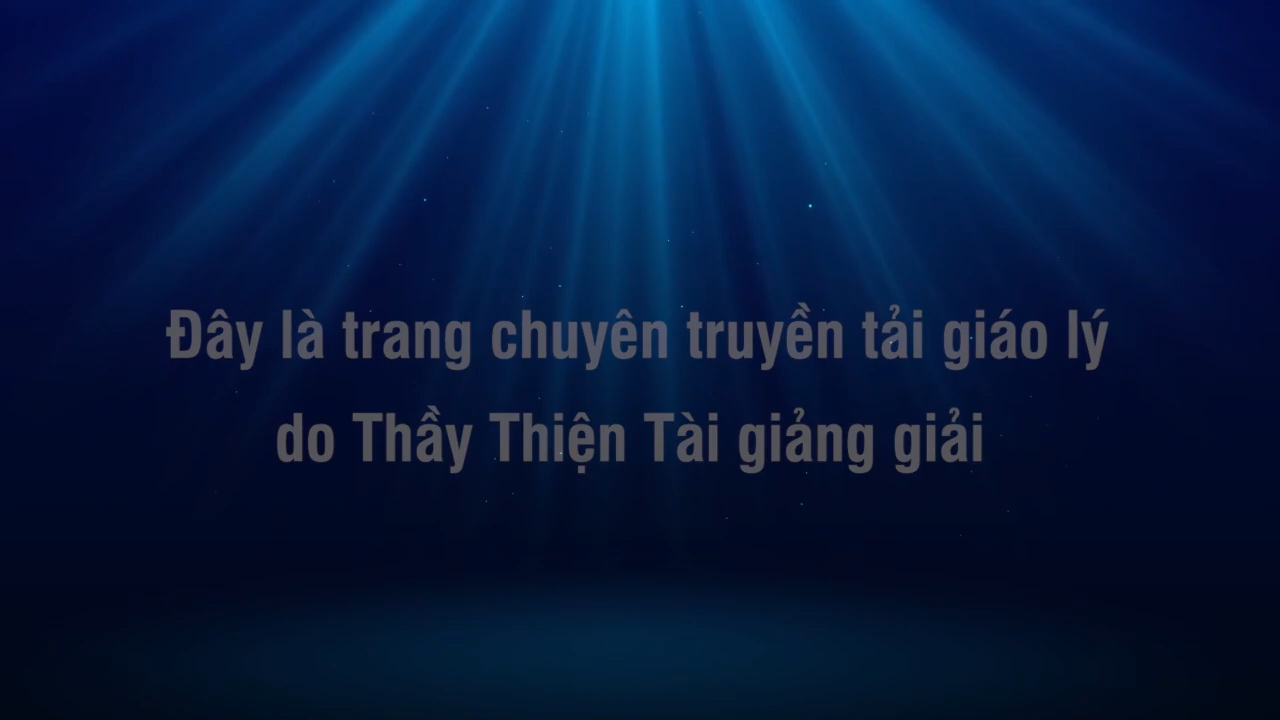 Đây là trang chuyên truyền tải giáo lý
do Thầy Thiện Tài giảng giải